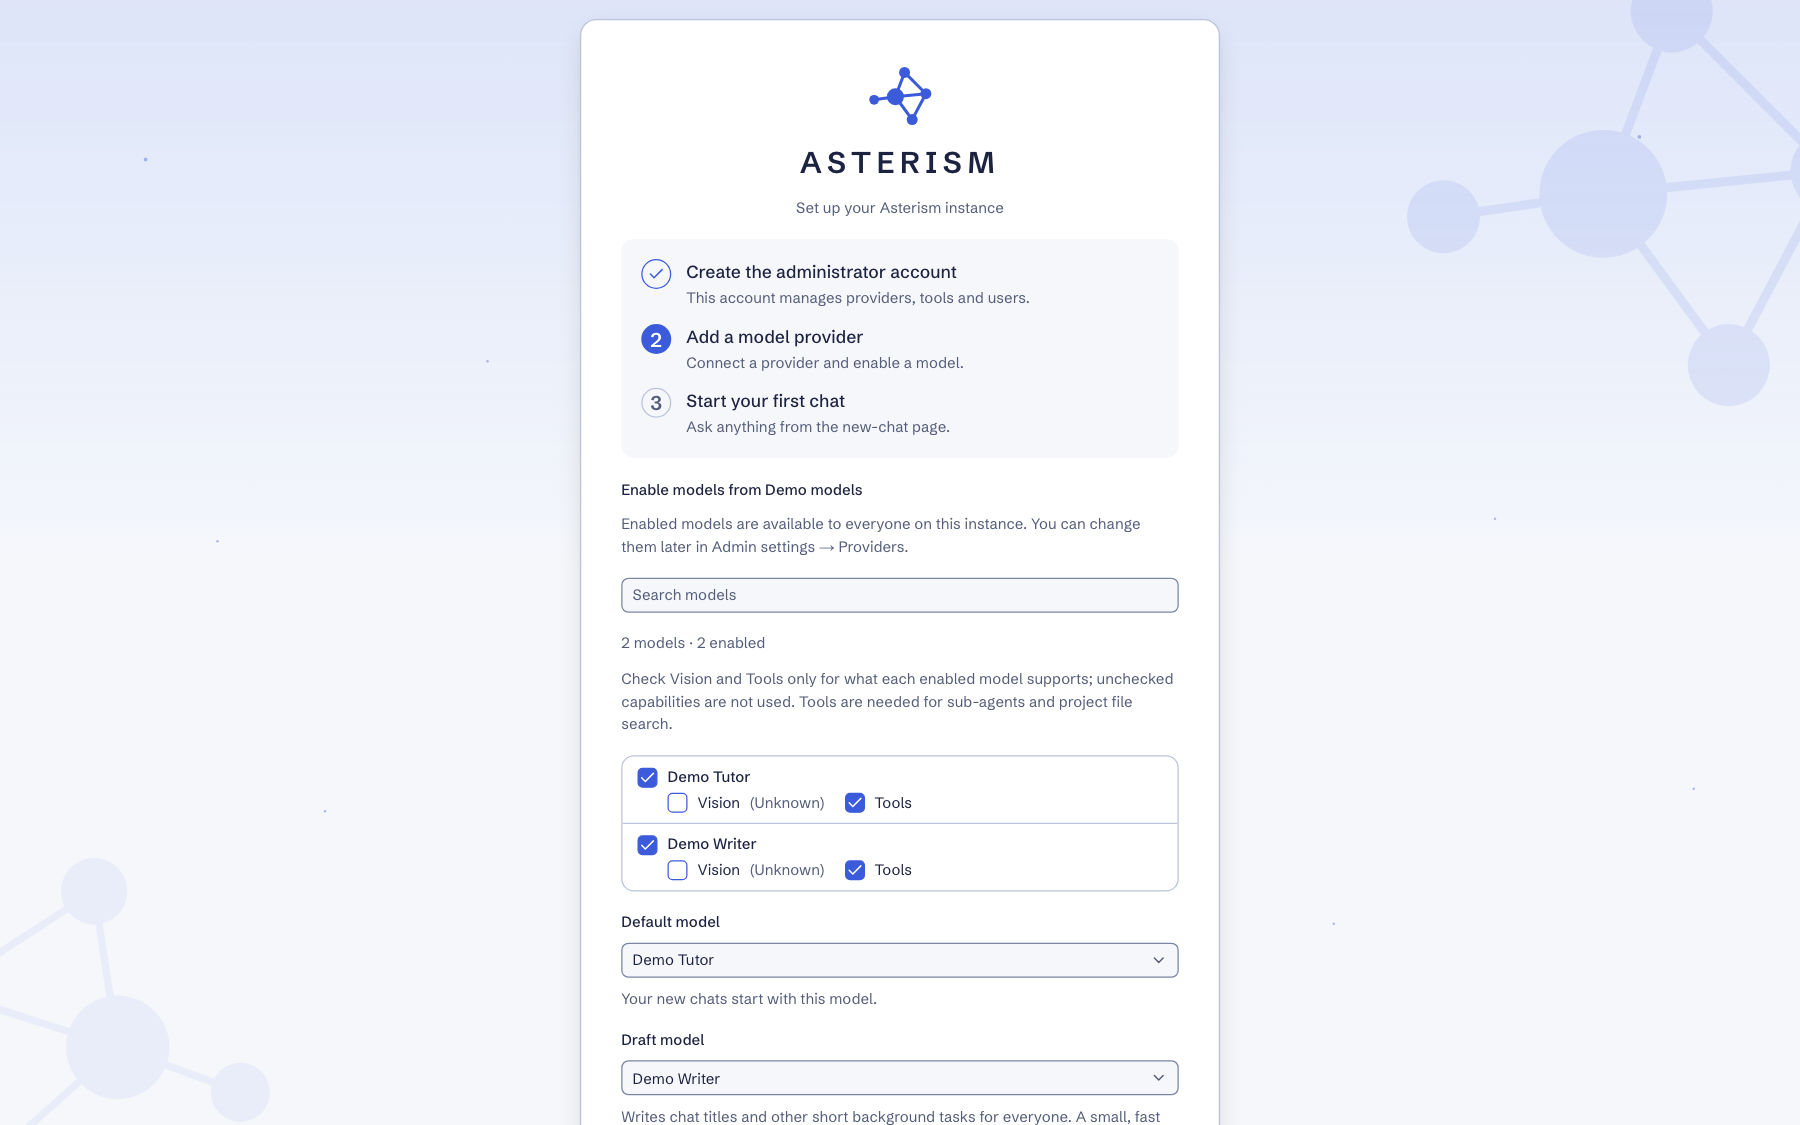 ASTERISM
Set up your Asterism instance
Create the administrator account
This account manages providers, tools and users.
2
Add a model provider
Connect a provider and enable a model.
3
Start your first chat
Ask anything from the new-chat page.
Enable models from Demo models
Enabled models are available to everyone on this instance. You can change
them later in Admin settings → Providers.
Search models
2 models · 2 enabled
Check Vision and Tools only for what each enabled model supports; unchecked
capabilities are not used. Tools are needed for sub-agents and project file
search.
Demo Tutor
Vision (Unknown) Tools
Demo Writer
Vision (Unknown) Tools
Default model
Demo Tutor
Your new chats start with this model.
Draft model
Demo Writer
Writes chat titles and other short background tasks for everyone. A small, fast